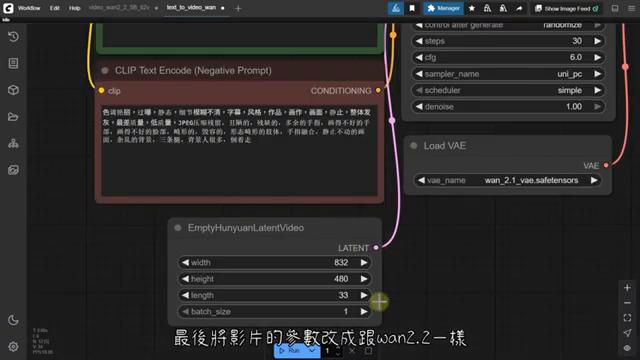 Workflow Edit Help
video_wan2_2_5B_ti2v
text_to_video_wan
Manager
Show Image Feed
Idle
control after generate randomize
steps 30
cfg 6.0
sampler_name uni_pc
scheduler simple
denoise 1.00
CLIP Text Encode (Negative Prompt)
clip CONDITIONING
色调艳丽，过曝，静态，细节模糊不清，字幕，风格，作品，画作，画面，静止，整体发
灰，最差质量，低质量，JPEG压缩残留，丑陋的，残缺的，多余的手指，画得不好的手
部，画得不好的脸部，畸形的，毁容的，形态畸形的肢体，手指融合，静止不动的画
面，杂乱的背景，三条腿，背景人很多，倒着走
Load VAE
VAE
vae_name wan_2.1_vae.safetensors
EmptyHunyuanLatentVideo
LATENT
width 832
height 480
length 33
batch_size 1
最後將影片的參數改成跟wan2.2一樣
Run 1